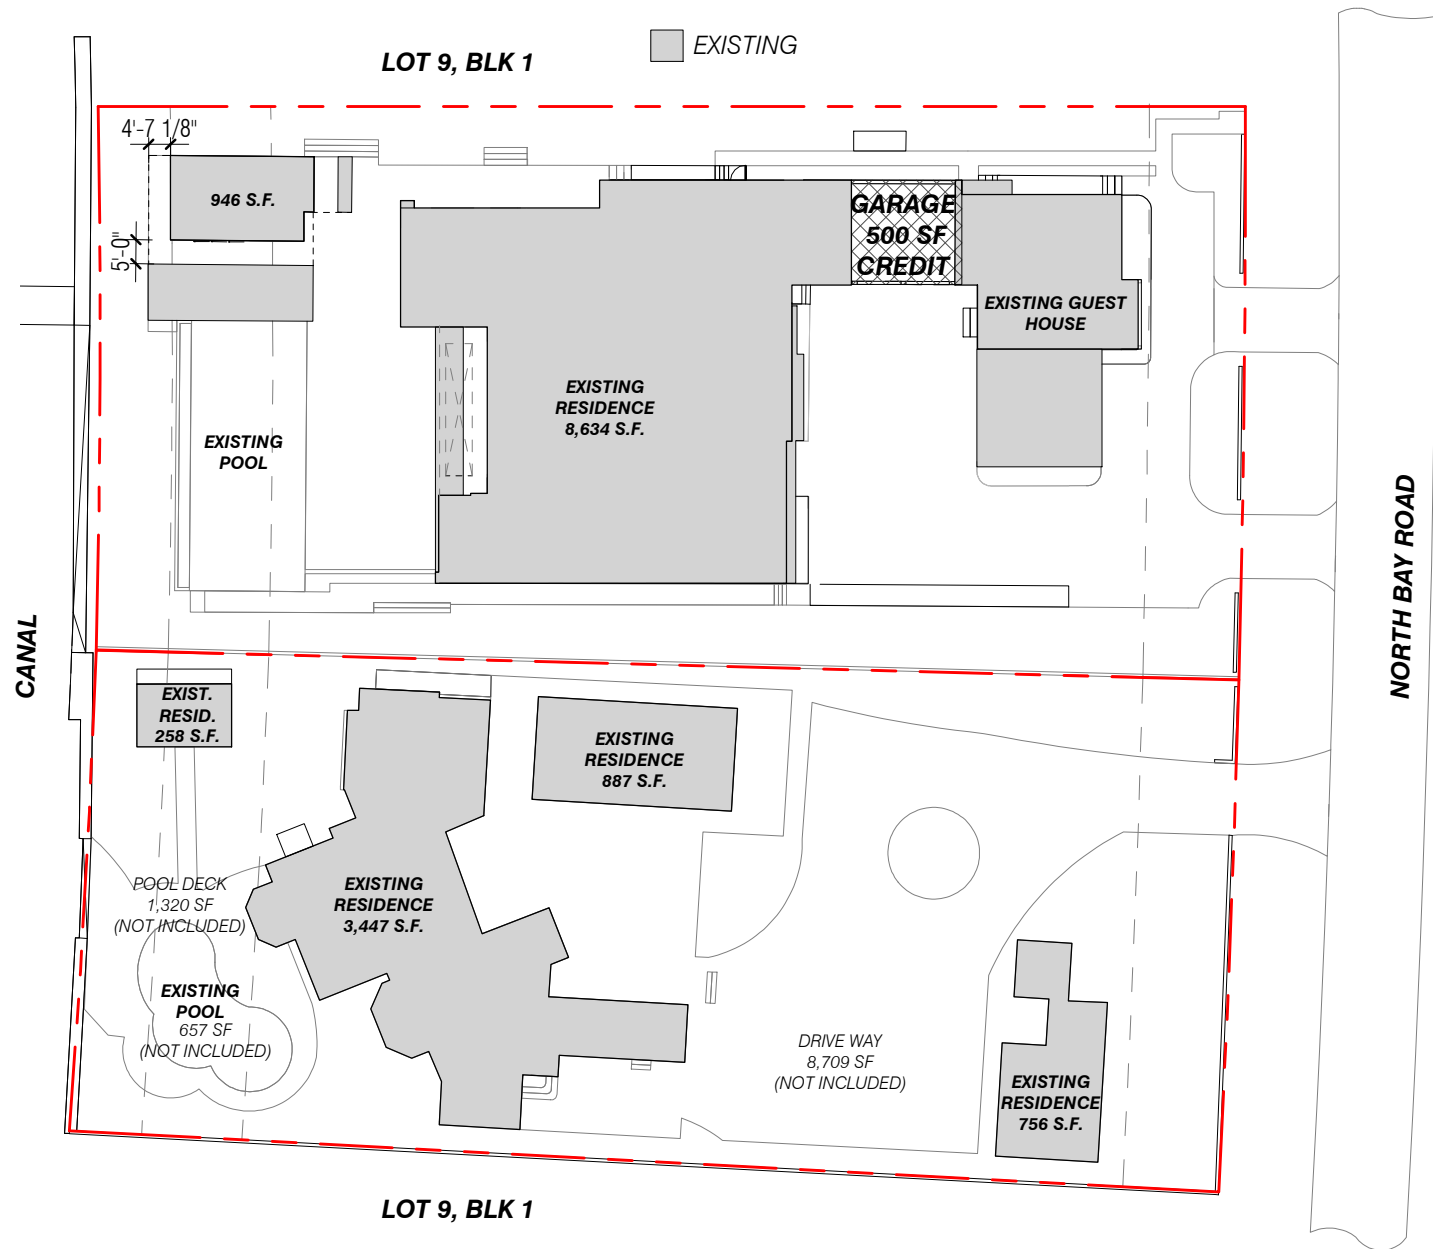 EXISTING
LOT 9, BLK 1
4'-7 1/8"
946 S.F.
5'-0"
GARAGE
500 SF
CREDIT
EXISTING GUEST
HOUSE
EXISTING
RESIDENCE
8,634 S.F.
EXISTING
POOL
CANAL
NORTH BAY ROAD
EXIST.
RESID.
258 S.F.
EXISTING
RESIDENCE
887 S.F.
POOL DECK
1,320 SF
(NOT INCLUDED)
EXISTING
RESIDENCE
3,447 S.F.
EXISTING
POOL
657 SF
(NOT INCLUDED)
DRIVE WAY
8,709 SF
(NOT INCLUDED)
EXISTING
RESIDENCE
756 S.F.
LOT 9, BLK 1